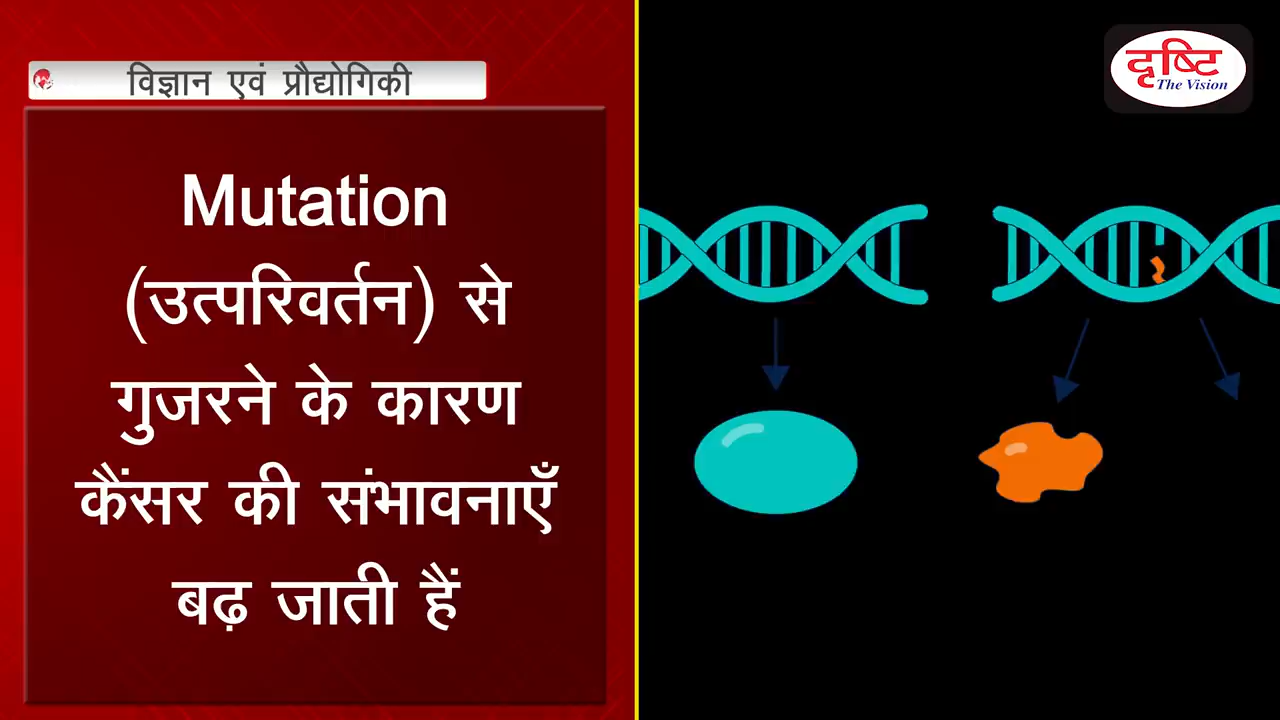 विज्ञान एवं प्रौद्योगिकी
Mutation
(उत्परिवर्तन) से
गुजरने के कारण
कैंसर की संभावनाएँ
बढ़ जाती हैं
दृष्टि
The Vision